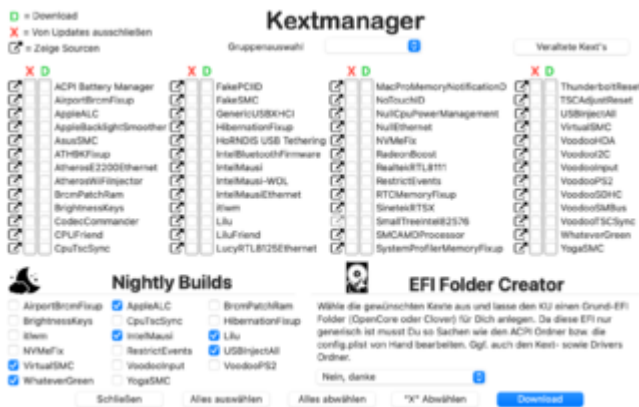 D = Download
Kextmanager
X = Von Updates ausschließen
= Zeige Sourcen
Gruppenauswahl
Veraltete Kext's
X D
X D
X D
X D
ACPI Battery Manager
AirportBrcmFixup
AppleALC
AppleBacklightSmoother
AsusSMC
ATH9KFixup
AtherosE2200Ethernet
AtherosWiFiInjector
BrcmPatchRam
BrightnessKeys
CodecCommander
CPUFriend
CpuTscSync
FakePCIID
FakeSMC
GenericUSBXHCI
HibernationFixup
HoRNDIS USB Tethering
IntelBluetoothFirmware
IntelMausi
IntelMausi-WOL
IntelMausiEthernet
itlwm
Lilu
LiluFriend
LucyRTL8125Ethernet
MacProMemoryNotificationD
NoTouchID
NullCpuPowerManagement
NullEthernet
NVMeFix
RadeonBoost
RealtekRTL8111
RestrictEvents
RTCMemoryFixup
SinetekRTSX
SmallTreeIntel82576
SMCAMDProcessor
SystemProfilerMemoryFixup
ThunderboltReset
TSCAdjustReset
USBInjectAll
VirtualSMC
VoodooHDA
VoodooI2C
VoodooInput
VoodooPS2
VoodooSDHC
VoodooSMBus
VoodooTSCSync
WhateverGreen
YogaSMC
Nightly Builds
AirportBrcmFixup
AppleALC
BrcmPatchRam
BrightnessKeys
CpuTscSync
HibernationFixup
itlwm
IntelMausi
Lilu
NVMeFix
RestrictEvents
USBInjectAll
VirtualSMC
VoodooInput
VoodooPS2
WhateverGreen
YogaSMC
EFI Folder Creator
Wähle die gewünschten Kexte aus und lasse den KU einen Grund-EFI
Folder (OpenCore oder Clover) für Dich anlegen. Da diese EFI nur
generisch ist musst Du so Sachen wie den ACPI Ordner bzw. die
config.plist von Hand bearbeiten. Ggf. auch den Kext- sowie Drivers
Ordner.
Nein, danke
Schließen
Alles auswählen
Alles abwählen
"X" Abwählen
Download